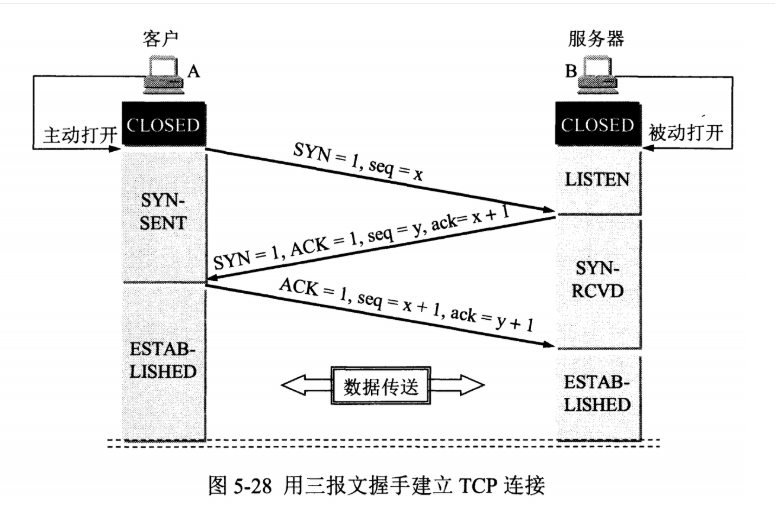 客户
服务器
A
B
CLOSED
CLOSED
主动打开
被动打开
SYN = 1, seq = x
LISTEN
SYN-
SENT
SYN = 1, ACK = 1, seq = y, ack= x + 1
SYN-
RCVD
ACK = 1, seq = x + 1, ack = y + 1
ESTAB-
LISHED
数据传送
ESTAB-
LISHED
图 5-28 用三报文握手建立 TCP 连接